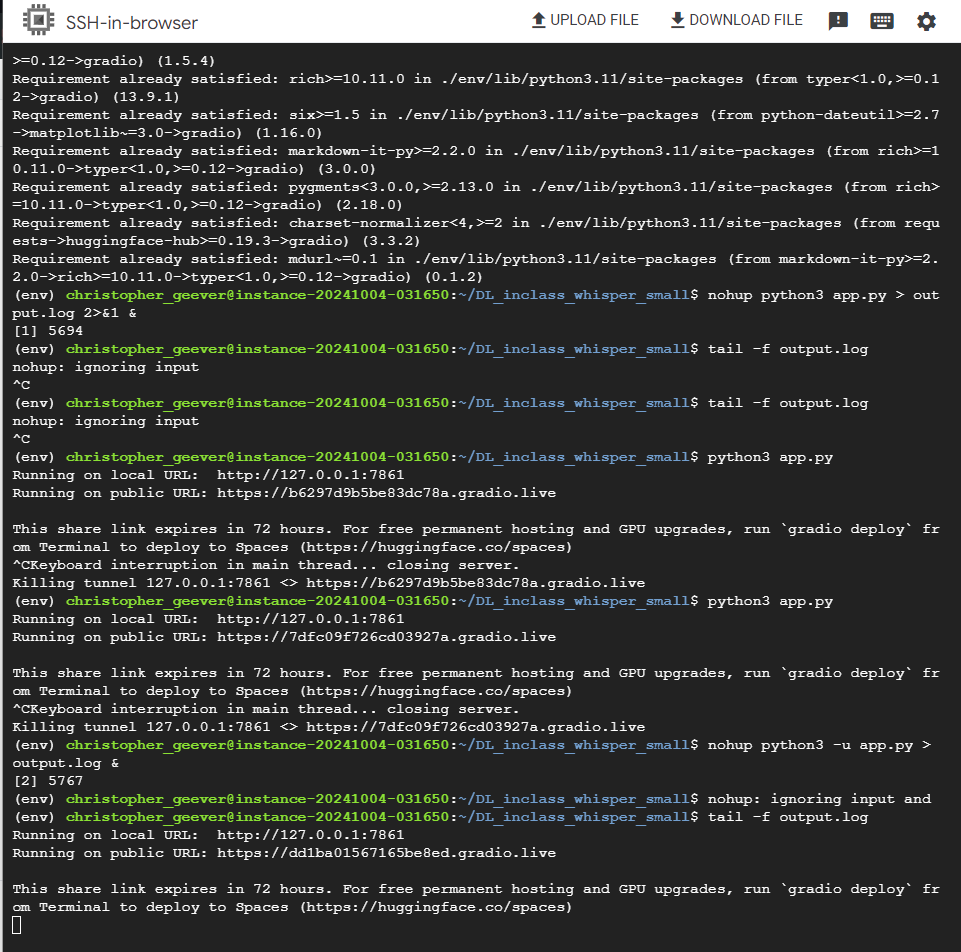 SSH-in-browser
UPLOAD FILE
DOWNLOAD FILE
>=0.12->gradio) (1.5.4)
Requirement already satisfied: rich>=10.11.0 in ./env/lib/python3.11/site-packages (from typer<1.0,>=0.1
2->gradio) (13.9.1)
Requirement already satisfied: six>=1.5 in ./env/lib/python3.11/site-packages (from python-dateutil>=2.7
->matplotlib~=3.0->gradio) (1.16.0)
Requirement already satisfied: markdown-it-py>=2.2.0 in ./env/lib/python3.11/site-packages (from rich>=1
0.11.0->typer<1.0,>=0.12->gradio) (3.0.0)
Requirement already satisfied: pygments<3.0.0,>=2.13.0 in ./env/lib/python3.11/site-packages (from rich>
=10.11.0->typer<1.0,>=0.12->gradio) (2.18.0)
Requirement already satisfied: charset-normalizer<4,>=2 in ./env/lib/python3.11/site-packages (from requ
ests->huggingface-hub>=0.19.3->gradio) (3.3.2)
Requirement already satisfied: mdurl~=0.1 in ./env/lib/python3.11/site-packages (from markdown-it-py>=2.
2.0->rich>=10.11.0->typer<1.0,>=0.12->gradio) (0.1.2)
(env) christopher_geever@instance-20241004-031650:~/DL_inclass_whisper_small$ nohup python3 app.py > out
put.log 2>&1 &
[1] 5694
(env) christopher_geever@instance-20241004-031650:~/DL_inclass_whisper_small$ tail -f output.log
nohup: ignoring input
^C
(env) christopher_geever@instance-20241004-031650:~/DL_inclass_whisper_small$ tail -f output.log
nohup: ignoring input
^C
(env) christopher_geever@instance-20241004-031650:~/DL_inclass_whisper_small$ python3 app.py
Running on local URL:  http://127.0.0.1:7861
Running on public URL: https://b6297d9b5be83dc78a.gradio.live

This share link expires in 72 hours. For free permanent hosting and GPU upgrades, run `gradio deploy` fr
om Terminal to deploy to Spaces (https://huggingface.co/spaces)
^CKeyboard interruption in main thread... closing server.
Killing tunnel 127.0.0.1:7861 <> https://b6297d9b5be83dc78a.gradio.live
(env) christopher_geever@instance-20241004-031650:~/DL_inclass_whisper_small$ python3 app.py
Running on local URL:  http://127.0.0.1:7861
Running on public URL: https://7dfc09f726cd03927a.gradio.live

This share link expires in 72 hours. For free permanent hosting and GPU upgrades, run `gradio deploy` fr
om Terminal to deploy to Spaces (https://huggingface.co/spaces)
^CKeyboard interruption in main thread... closing server.
Killing tunnel 127.0.0.1:7861 <> https://7dfc09f726cd03927a.gradio.live
(env) christopher_geever@instance-20241004-031650:~/DL_inclass_whisper_small$ nohup python3 -u app.py >
output.log &
[2] 5767
(env) christopher_geever@instance-20241004-031650:~/DL_inclass_whisper_small$ nohup: ignoring input and
(env) christopher_geever@instance-20241004-031650:~/DL_inclass_whisper_small$ tail -f output.log
Running on local URL:  http://127.0.0.1:7861
Running on public URL: https://dd1ba01567165be8ed.gradio.live

This share link expires in 72 hours. For free permanent hosting and GPU upgrades, run `gradio deploy` fr
om Terminal to deploy to Spaces (https://huggingface.co/spaces)